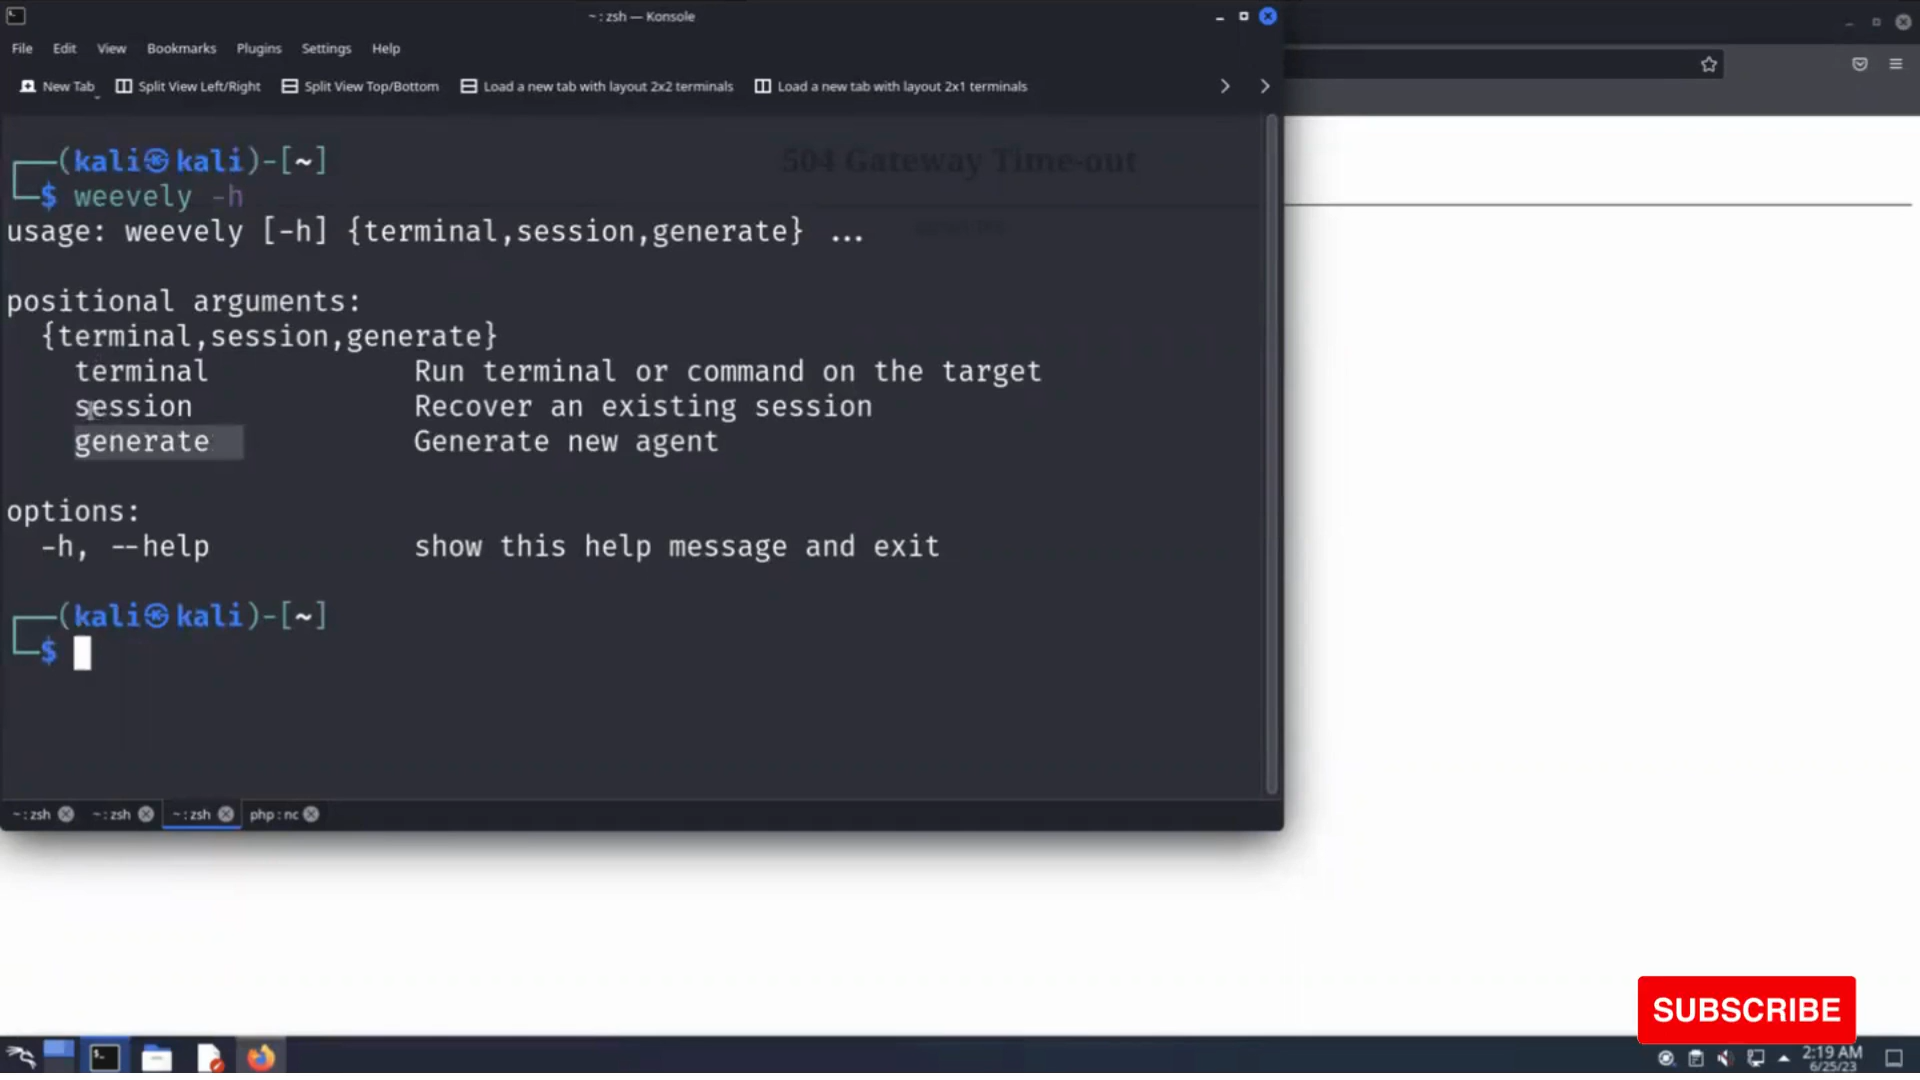 ~ : zsh — Konsole
File Edit View Bookmarks Plugins Settings Help
New Tab Split View Left/Right Split View Top/Bottom Load a new tab with layout 2x2 terminals Load a new tab with layout 2x1 terminals
504 Gateway Time-out
(kali㉿kali)-[~]
$ weevely -h
usage: weevely [-h] {terminal,session,generate} ...
positional arguments:
{terminal,session,generate}
terminal Run terminal or command on the target
session Recover an existing session
generate Generate new agent
options:
-h, --help show this help message and exit
(kali㉿kali)-[~]
$
~ : zsh ~ : zsh ~ : zsh php : nc
SUBSCRIBE
2:19 AM
6/25/23